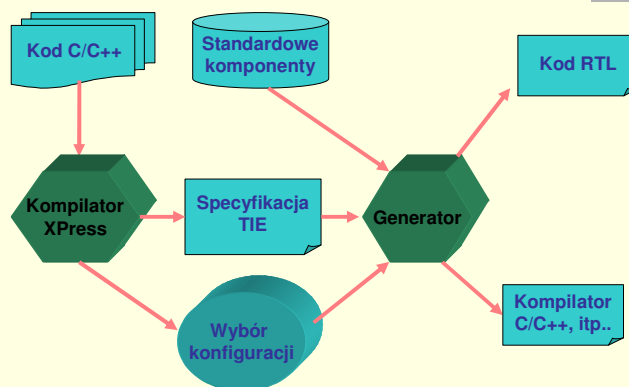 Kod C/C++
Standardowe
komponenty
Kod RTL
Kompilator
XPress
Specyfikacja
TIE
Generator
Wybór
konfiguracji
Kompilator
C/C++, itp..